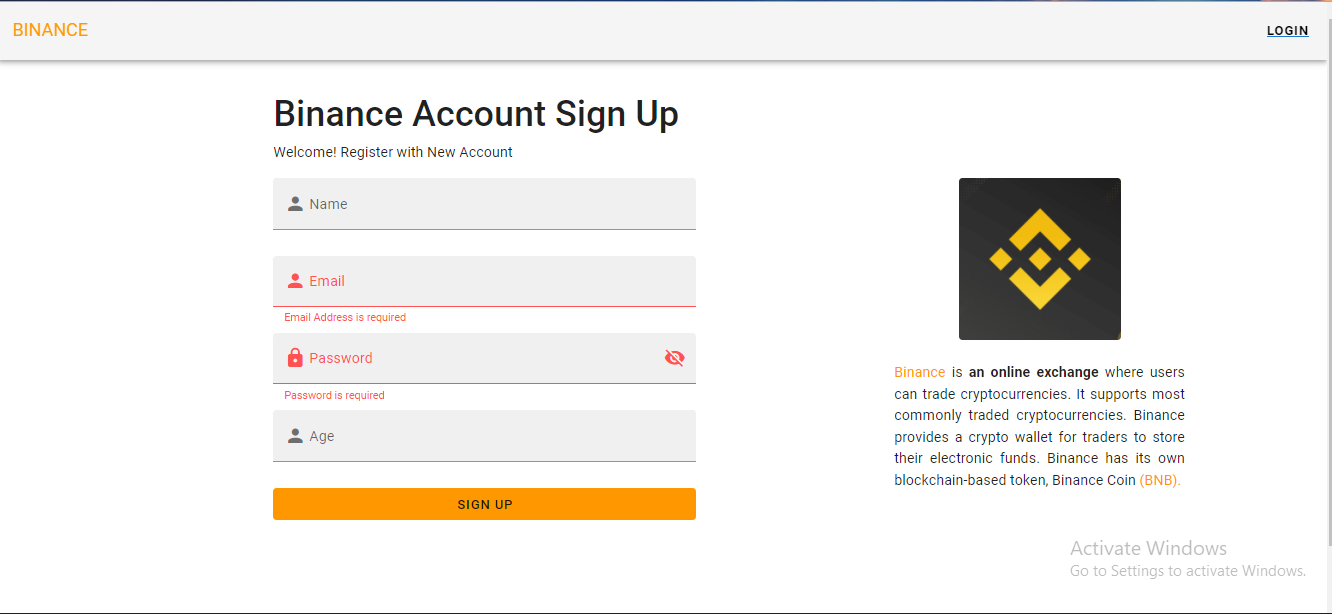 BINANCE
LOGIN
Binance Account Sign Up
Welcome! Register with New Account
Name
Email
Email Address is required
Password
Password is required
Age
SIGN UP
Binance is an online exchange where users
can trade cryptocurrencies. It supports most
commonly traded cryptocurrencies. Binance
provides a crypto wallet for traders to store
their electronic funds. Binance has its own
blockchain-based token, Binance Coin (BNB).
Activate Windows
Go to Settings to activate Windows.